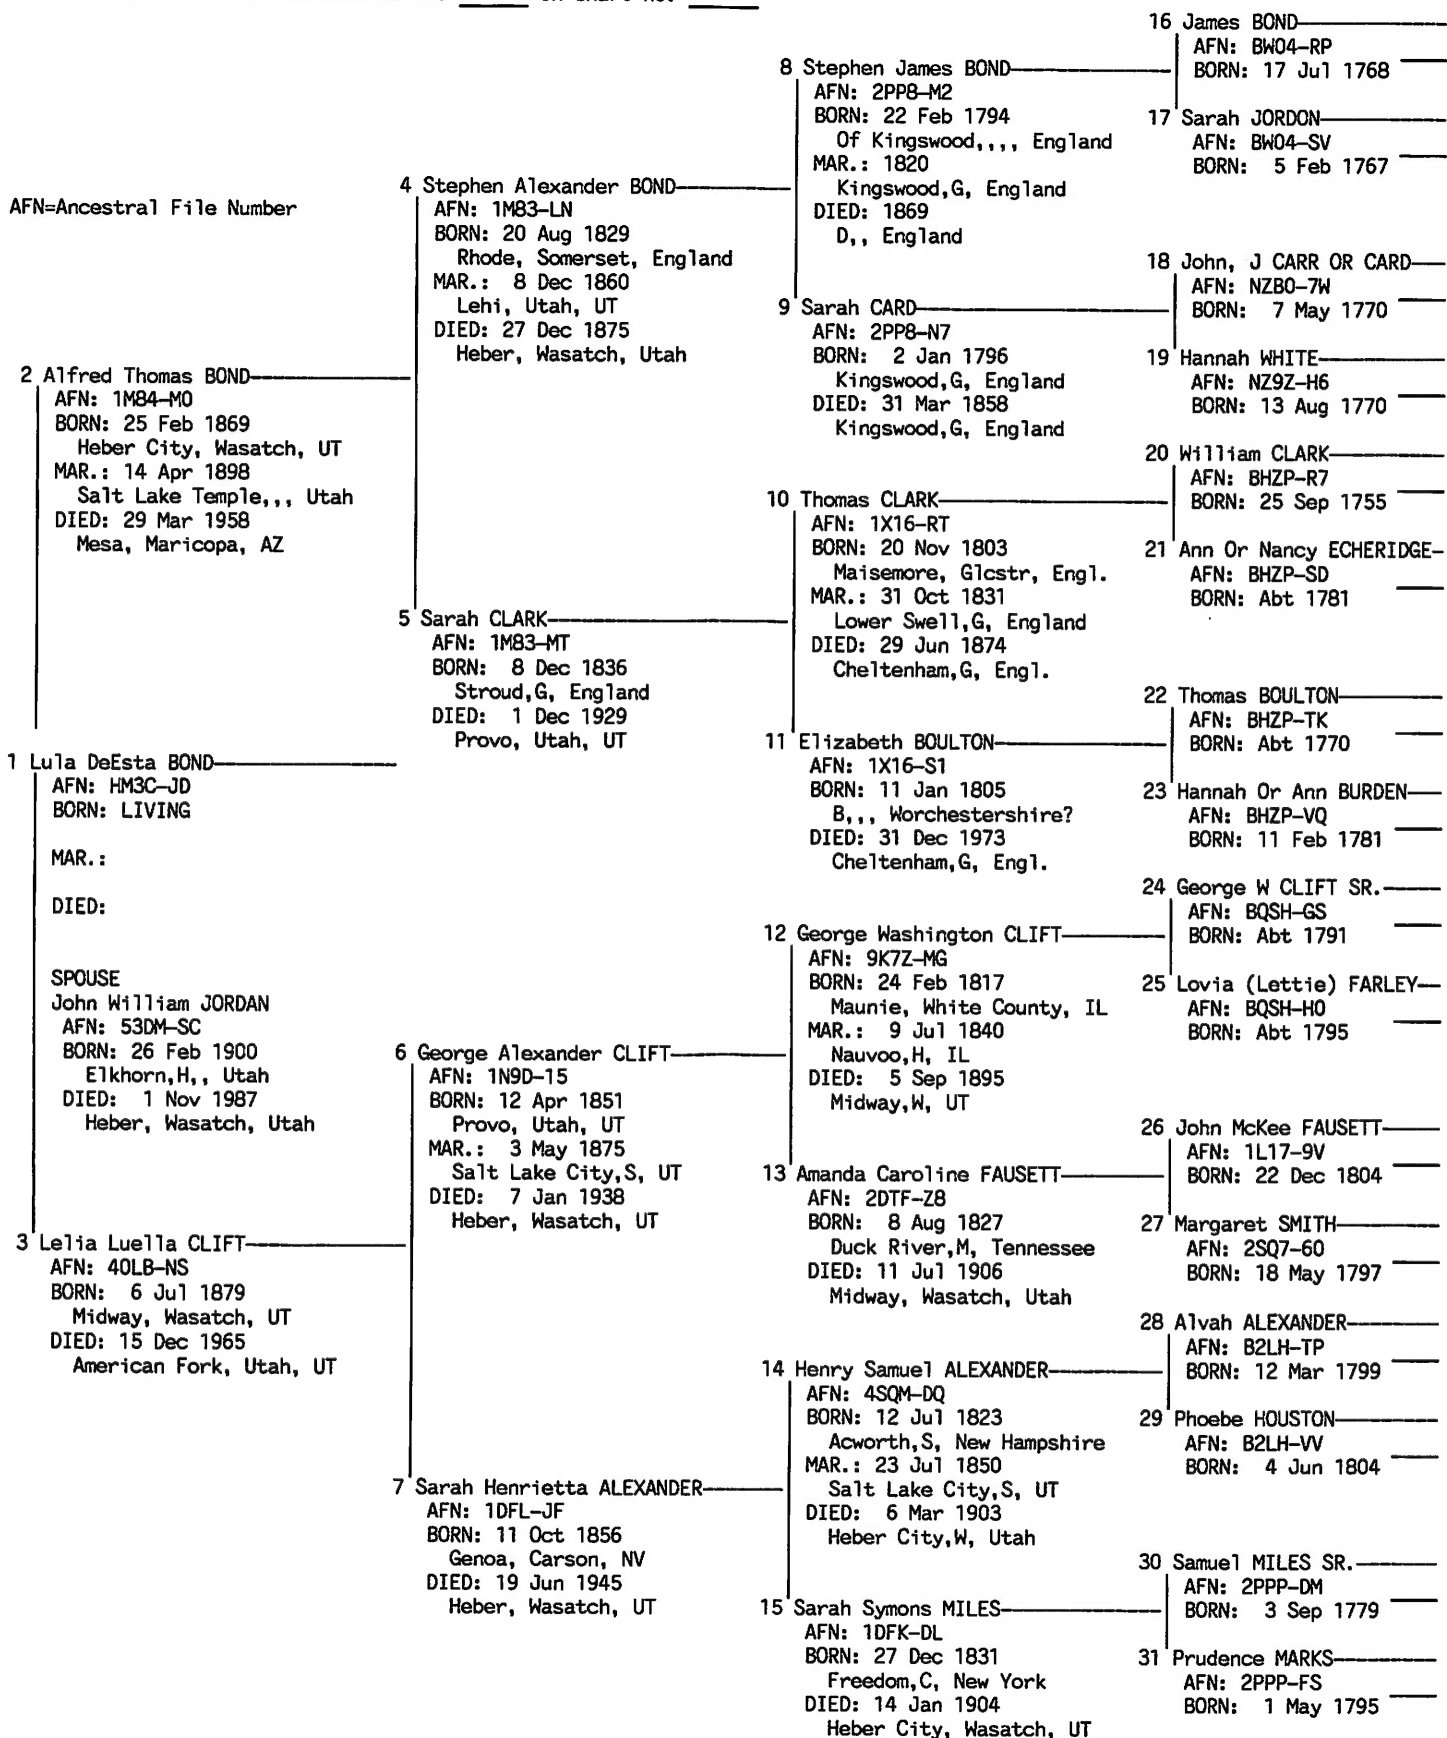 16 James BOND
AFN: BW04-RP
BORN: 17 Jul 1768
8 Stephen James BOND
AFN: 2PP8-M2
BORN: 22 Feb 1794
Of Kingswood,,,, England
MAR.: 1820
Kingswood,G, England
DIED: 1869
D,, England
17 Sarah JORDON
AFN: BW04-SV
BORN: 5 Feb 1767
AFN=Ancestral File Number
4 Stephen Alexander BOND
AFN: 1M83-LN
BORN: 20 Aug 1829
Rhode, Somerset, England
MAR.: 8 Dec 1860
Lehi, Utah, UT
DIED: 27 Dec 1875
Heber, Wasatch, Utah
18 John, J CARR OR CARD
AFN: NZB0-7W
BORN: 7 May 1770
9 Sarah CARD
AFN: 2PP8-N7
BORN: 2 Jan 1796
Kingswood,G, England
DIED: 31 Mar 1858
Kingswood,G, England
19 Hannah WHITE
AFN: NZ9Z-H6
BORN: 13 Aug 1770
2 Alfred Thomas BOND
AFN: 1M84-M0
BORN: 25 Feb 1869
Heber City, Wasatch, UT
MAR.: 14 Apr 1898
Salt Lake Temple,,, Utah
DIED: 29 Mar 1958
Mesa, Maricopa, AZ
20 William CLARK
AFN: BHZP-R7
BORN: 25 Sep 1755
10 Thomas CLARK
AFN: 1X16-RT
BORN: 20 Nov 1803
Maisemore, Glcstr, Engl.
MAR.: 31 Oct 1831
Lower Swell,G, England
DIED: 29 Jun 1874
Cheltenham,G, Engl.
21 Ann Or Nancy ECHERIDGE
AFN: BHZP-SD
BORN: Abt 1781
5 Sarah CLARK
AFN: 1M83-MT
BORN: 8 Dec 1836
Stroud,G, England
DIED: 1 Dec 1929
Provo, Utah, UT
22 Thomas BOULTON
AFN: BHZP-TK
BORN: Abt 1770
11 Elizabeth BOULTON
AFN: 1X16-S1
BORN: 11 Jan 1805
B,,, Worchestershire?
DIED: 31 Dec 1973
Cheltenham,G, Engl.
23 Hannah Or Ann BURDEN
AFN: BHZP-VQ
BORN: 11 Feb 1781
1 Lula DeEsta BOND
AFN: HM3C-JD
BORN: LIVING
MAR.:
DIED:
SPOUSE
John William JORDAN
AFN: 53DM-SC
BORN: 26 Feb 1900
Elkhorn,H,, Utah
DIED: 1 Nov 1987
Heber, Wasatch, Utah
24 George W CLIFT SR.
AFN: BQSH-GS
BORN: Abt 1791
12 George Washington CLIFT
AFN: 9K7Z-MG
BORN: 24 Feb 1817
Maunie, White County, IL
MAR.: 9 Jul 1840
Nauvoo,H, IL
DIED: 5 Sep 1895
Midway,W, UT
25 Lovia (Lettie) FARLEY
AFN: BQSH-H0
BORN: Abt 1795
6 George Alexander CLIFT
AFN: 1N9D-15
BORN: 12 Apr 1851
Provo, Utah, UT
MAR.: 3 May 1875
Salt Lake City,S, UT
DIED: 7 Jan 1938
Heber, Wasatch, UT
26 John McKee FAUSETT
AFN: 1L17-9V
BORN: 22 Dec 1804
13 Amanda Caroline FAUSETT
AFN: 2DTF-Z8
BORN: 8 Aug 1827
Duck River,M, Tennessee
DIED: 11 Jul 1906
Midway, Wasatch, Utah
27 Margaret SMITH
AFN: 2SQ7-60
BORN: 18 May 1797
3 Lelia Luella CLIFT
AFN: 40LB-NS
BORN: 6 Jul 1879
Midway, Wasatch, UT
DIED: 15 Dec 1965
American Fork, Utah, UT
28 Alvah ALEXANDER
AFN: B2LH-TP
BORN: 12 Mar 1799
14 Henry Samuel ALEXANDER
AFN: 4SQM-DQ
BORN: 12 Jul 1823
Acworth,S, New Hampshire
MAR.: 23 Jul 1850
Salt Lake City,S, UT
DIED: 6 Mar 1903
Heber City,W, Utah
29 Phoebe HOUSTON
AFN: B2LH-VV
BORN: 4 Jun 1804
7 Sarah Henrietta ALEXANDER
AFN: 1DFL-JF
BORN: 11 Oct 1856
Genoa, Carson, NV
DIED: 19 Jun 1945
Heber, Wasatch, UT
30 Samuel MILES SR.
AFN: 2PPP-DM
BORN: 3 Sep 1779
15 Sarah Symons MILES
AFN: 1DFK-DL
BORN: 27 Dec 1831
Freedom,C, New York
DIED: 14 Jan 1904
Heber City, Wasatch, UT
31 Prudence MARKS
AFN: 2PPP-FS
BORN: 1 May 1795